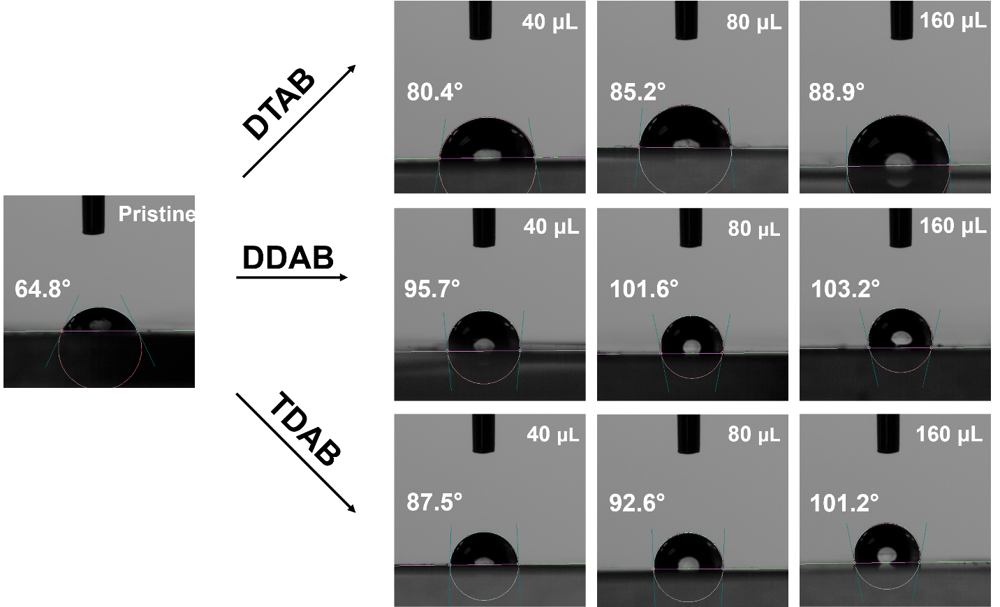 Pristine
64.8°
DTAB
40 µL
80.4°
80 µL
85.2°
160 µL
88.9°
DDAB
40 µL
95.7°
80 µL
101.6°
160 µL
103.2°
TDAB
40 µL
87.5°
80 µL
92.6°
160 µL
101.2°